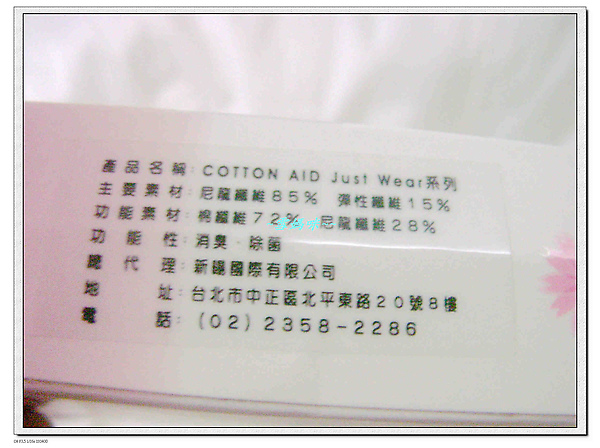 產品名稱: COTTON AID Just Wear系列
主要素材: 尼龍纖維85% 彈性纖維15%
功能素材: 棉纖維72% 尼龍纖維28%
功能性: 消臭．除菌
總代理: 新礑國際有限公司
地址: 台北市中正區北平東路20號8樓
電話: (02)2358-2286